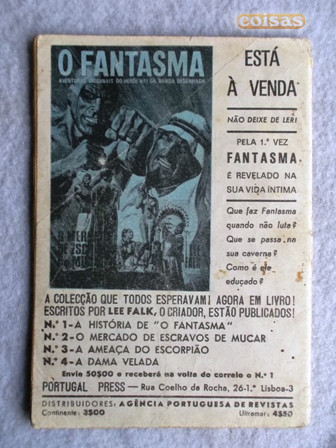 coisas
O FANTASMA
AVENTURAS ORIGINAIS DO HERÓI Nº1 DA BANDA DESENHADA
ESTÁ
À VENDA
NÃO DEIXE DE LER!
PELA 1.ª VEZ
FANTASMA
É REVELADO NA
SUA VIDA ÍNTIMA
Que faz Fantasma
quando não luta?
Que se passa na
sua caverna?
Como é ele
educado?
A COLECÇÃO QUE TODOS ESPERAVAM! AGORA EM LIVRO!
ESCRITOS POR LEE FALK, O CRIADOR, ESTÃO PUBLICADOS!
N.º 1 - A HISTÓRIA DE "O FANTASMA"
N.º 2 - O MERCADO DE ESCRAVOS DE MUCAR
N.º 3 - A AMEAÇA DO ESCORPIÃO
N.º 4 - A DAMA VELADA
Envie 50$00 e receberá na volta do correio o N.º 1
PORTUGAL PRESS — Rua Coelho da Rocha, 26-1.º Lisboa-3
DISTRIBUIDORES: AGÊNCIA PORTUGUESA DE REVISTAS
Continente: 3$00 Ultramar: 4$50